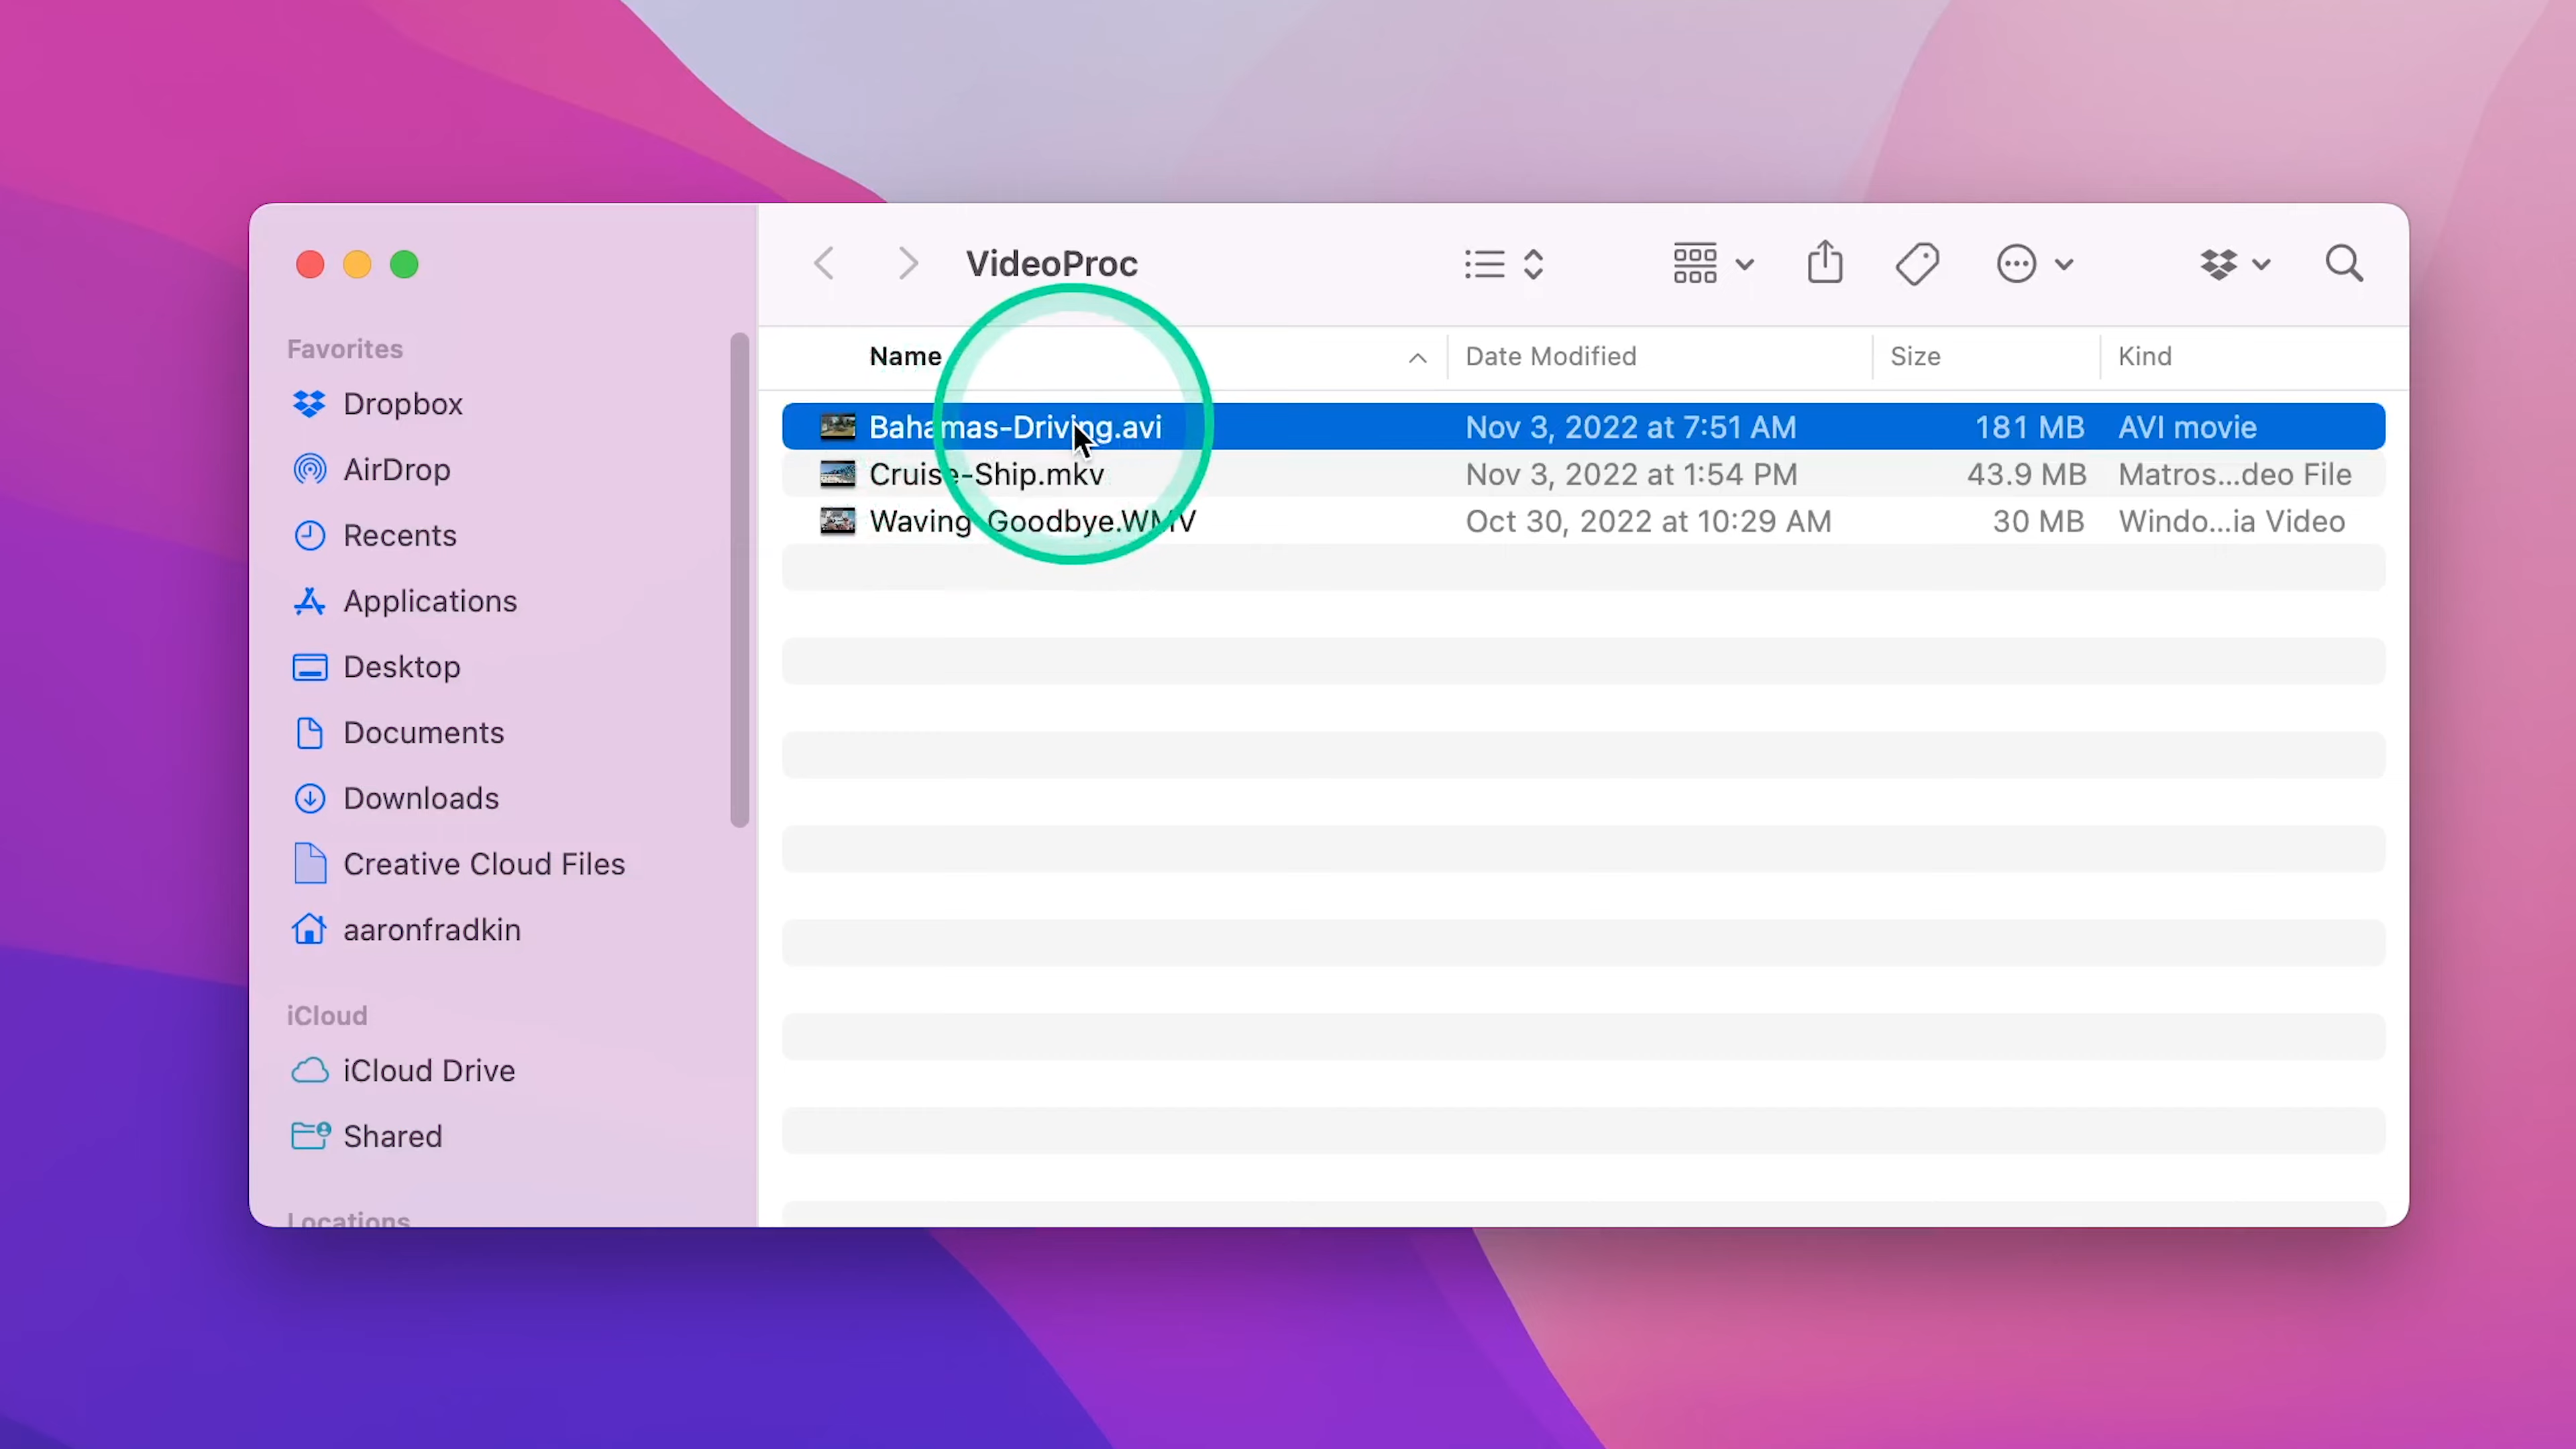 VideoProc
Favorites
Dropbox
AirDrop
Recents
Applications
Desktop
Documents
Downloads
Creative Cloud Files
aaronfradkin
iCloud
iCloud Drive
Shared
Locations
Name Date Modified Size Kind
Bahamas-Driving.avi Nov 3, 2022 at 7:51 AM 181 MB AVI movie
Cruise-Ship.mkv Nov 3, 2022 at 1:54 PM 43.9 MB Matros...deo File
Waving-Goodbye.WMV Oct 30, 2022 at 10:29 AM 30 MB Windo...ia Video